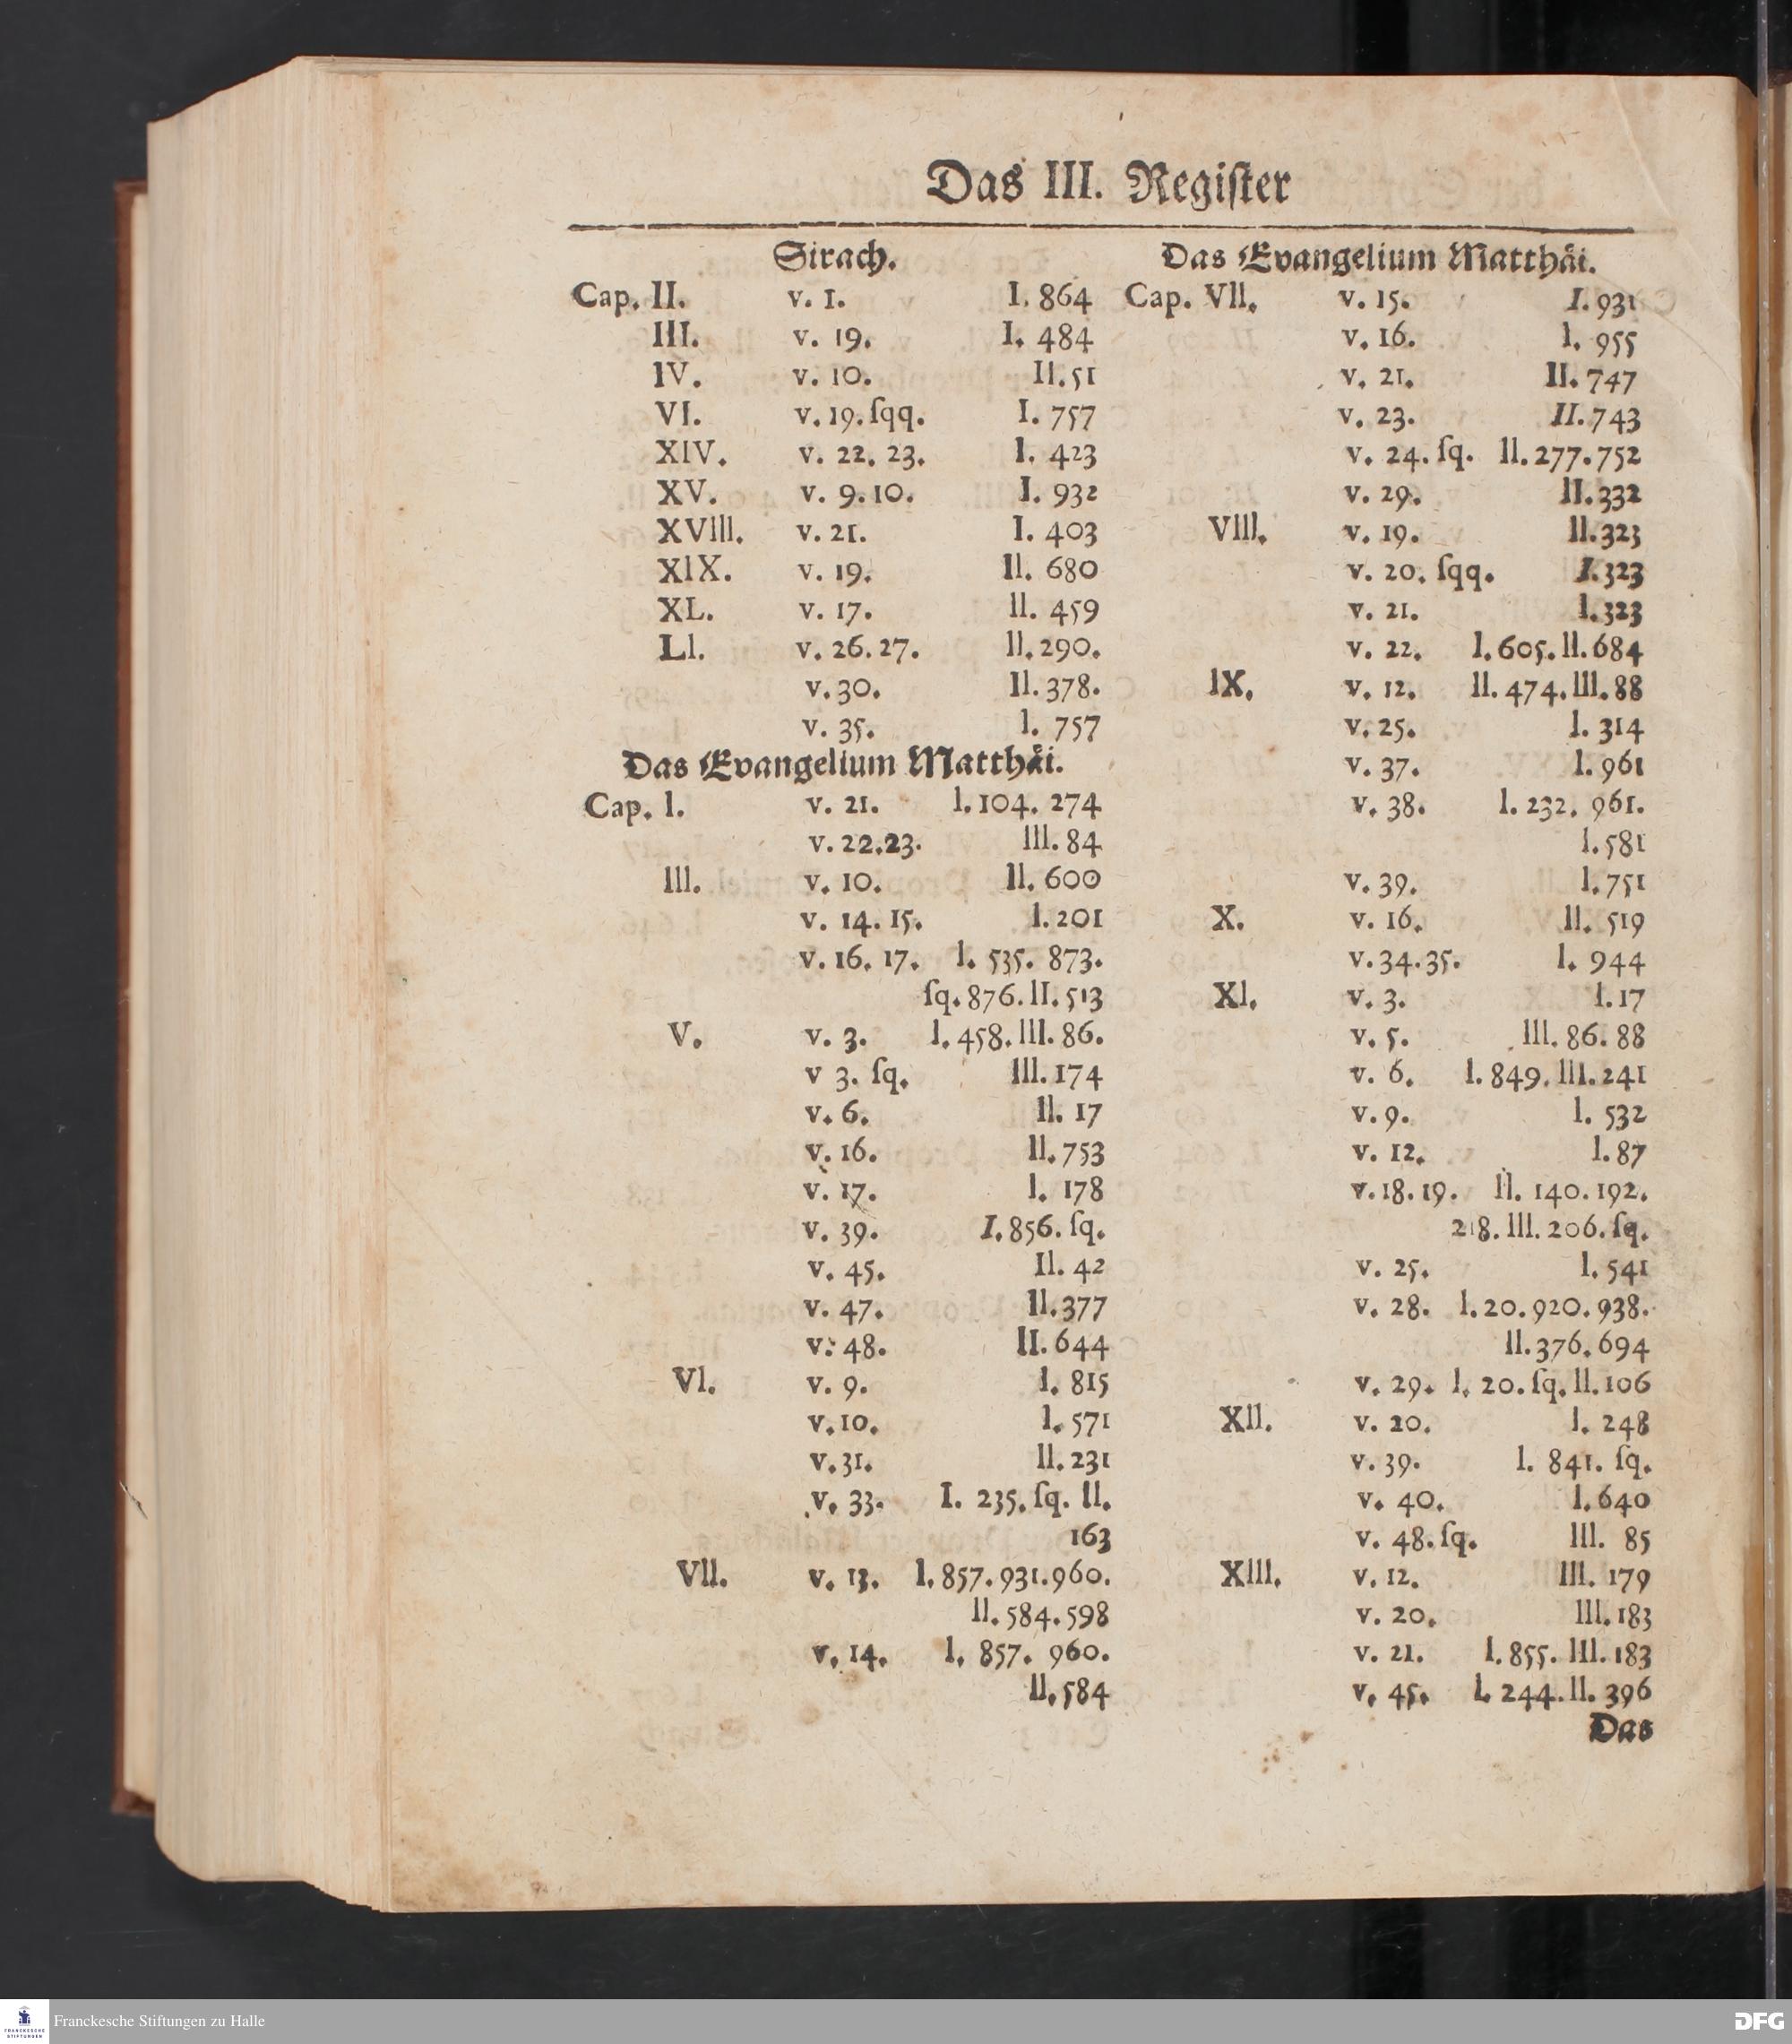 Das III. Regiſter
Sirach.
Cap. II. v. 1. I. 864
III. v. 19. I. 484
IV. v. 10. II. 51
VI. v. 19. ſqq. I. 757
XIV. v. 22. 23. I. 423
XV. v. 9. 10. I. 932
XVIII. v. 21. I. 403
XIX. v. 19. II. 680
XL. v. 17. II. 459
LI. v. 26. 27. II. 290.
v. 30. II. 378.
v. 35. I. 757
Das Evangelium Matthäi.
Cap. I. v. 21. I. 104. 274
v. 22. 23. III. 84
III. v. 10. II. 600
v. 14. 15. I. 201
v. 16. 17. I. 535. 873.
ſq. 876. II. 513
V. v. 3. I. 458. III. 86.
v 3. ſq. III. 174
v. 6. II. 17
v. 16. II. 753
v. 17. I. 178
v. 39. I. 856. ſq.
v. 45. II. 42
v. 47. II. 377
v. 48. II. 644
VI. v. 9. I. 815
v. 10. I. 571
v. 31. II. 231
v. 33. I. 235. ſq. II.
163
VII. v. 13. I. 857. 931. 960.
II. 584. 598
v. 14. I. 857. 960.
II. 584
Das Evangelium Matthäi.
Cap. VII. v. 15. I. 931
v. 16. I. 955
v. 21. II. 747
v. 23. II. 743
v. 24. ſq. II. 277. 752
v. 29. II. 332
VIII. v. 19. II. 323
v. 20. ſqq. I. 323
v. 21. I. 323
v. 22. I. 605. II. 684
IX. v. 12. II. 474. III. 88
v. 25. I. 314
v. 37. I. 961
v. 38. I. 232. 961.
I. 581
v. 39. I. 751
X. v. 16. II. 519
v. 34. 35. I. 944
XI. v. 3. I. 17
v. 5. III. 86. 88
v. 6. I. 849. III. 241
v. 9. I. 532
v. 12. I. 87
v. 18. 19. II. 140. 192.
218. III. 206. ſq.
v. 25. I. 541
v. 28. I. 20. 920. 938.
II. 376. 694
v. 29. I. 20. ſq. II. 106
XII. v. 20. I. 248
v. 39. I. 841. ſq.
v. 40. I. 640
v. 48. ſq. III. 85
XIII. v. 12. III. 179
v. 20. III. 183
v. 21. I. 855. III. 183
v. 45. I. 244. II. 396
Das
FRANCKESCHE
STIFTUNGEN
Franckesche Stiftungen zu Halle
DFG